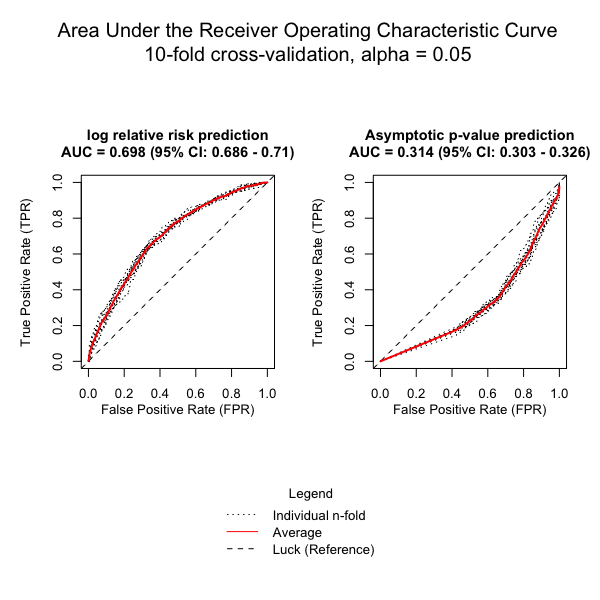 Area Under the Receiver Operating Characteristic Curve
10-fold cross-validation, alpha = 0.05
log relative risk prediction
AUC = 0.698 (95% CI: 0.686 - 0.71)
True Positive Rate (TPR)
1.0
0.8
0.6
0.4
0.2
0.0
0.0 0.2 0.4 0.6 0.8 1.0
False Positive Rate (FPR)
Asymptotic p-value prediction
AUC = 0.314 (95% CI: 0.303 - 0.326)
True Positive Rate (TPR)
1.0
0.8
0.6
0.4
0.2
0.0
0.0 0.2 0.4 0.6 0.8 1.0
False Positive Rate (FPR)
Legend
Individual n-fold
Average
Luck (Reference)